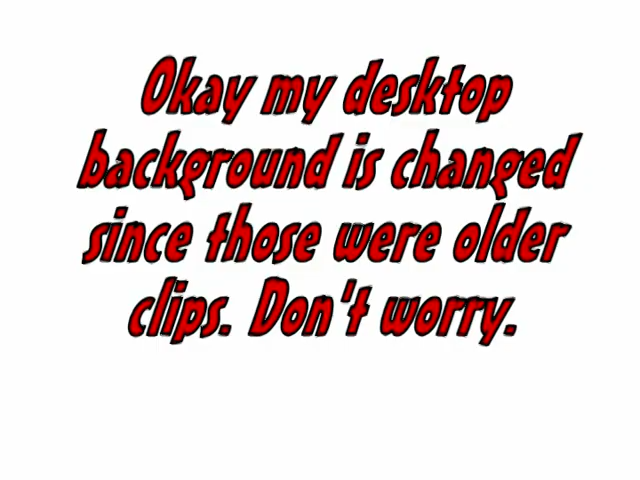 Okay my desktop
background is changed
since those were older
clips. Don't worry.